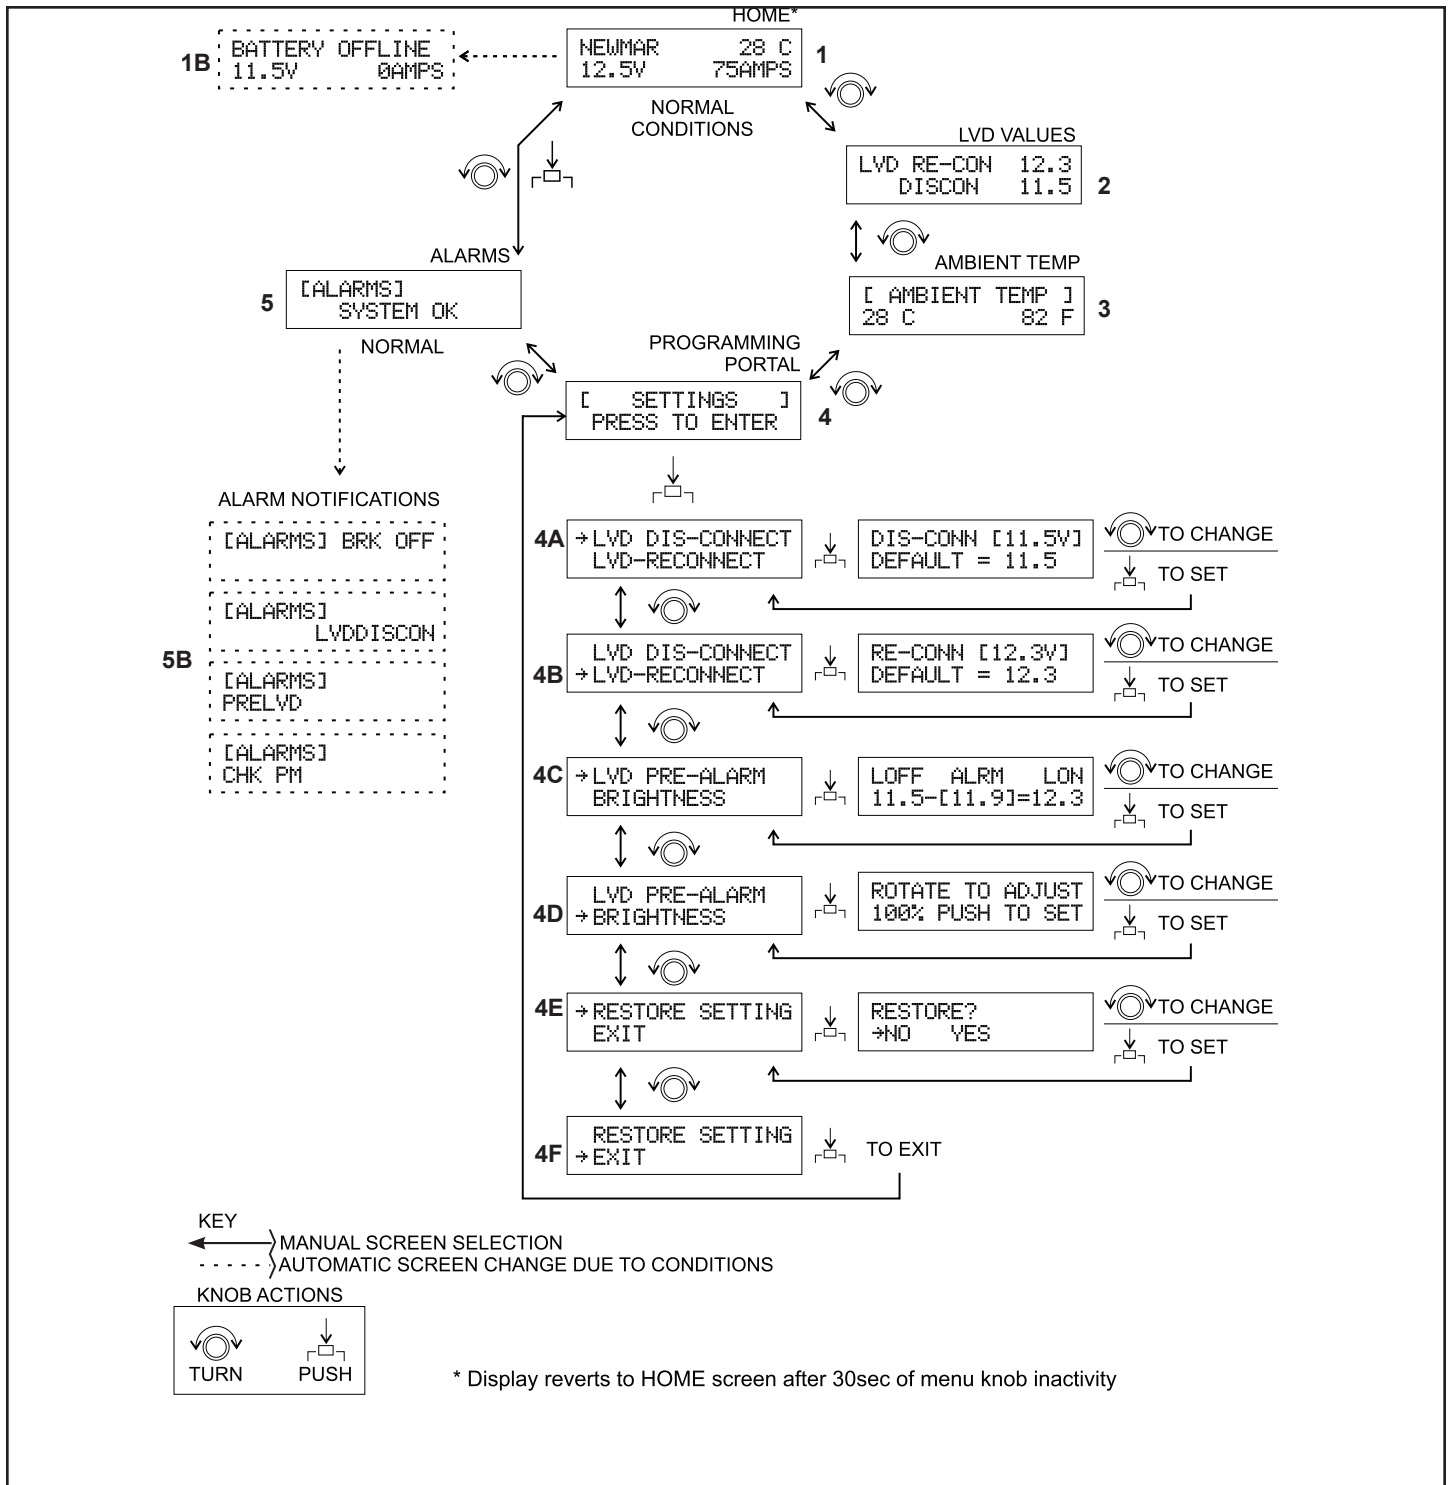 HOME*
1B
BATTERY OFFLINE
11.5V 0AMPS
NEWMAR 28 C
12.5V 75AMPS
1
NORMAL
CONDITIONS
LVD VALUES
LVD RE-CON 12.3
DISCON 11.5
2
AMBIENT TEMP
[ AMBIENT TEMP ]
28 C 82 F
3
ALARMS
5
[ALARMS]
SYSTEM OK
NORMAL
PROGRAMMING
PORTAL
[ SETTINGS ]
PRESS TO ENTER
4
ALARM NOTIFICATIONS
5B
[ALARMS] BRK OFF
[ALARMS]
LVDDISCON
[ALARMS]
PRELVD
[ALARMS]
CHK PM
4A
→LVD DIS-CONNECT
LVD-RECONNECT
DIS-CONN [11.5V]
DEFAULT = 11.5
TO CHANGE
TO SET
4B
LVD DIS-CONNECT
→LVD-RECONNECT
RE-CONN [12.3V]
DEFAULT = 12.3
TO CHANGE
TO SET
4C
→LVD PRE-ALARM
BRIGHTNESS
LOFF ALRM LON
11.5-[11.9]=12.3
TO CHANGE
TO SET
4D
LVD PRE-ALARM
→BRIGHTNESS
ROTATE TO ADJUST
100% PUSH TO SET
TO CHANGE
TO SET
4E
→RESTORE SETTING
EXIT
RESTORE?
→NO YES
TO CHANGE
TO SET
4F
RESTORE SETTING
→EXIT
TO EXIT
KEY
MANUAL SCREEN SELECTION
AUTOMATIC SCREEN CHANGE DUE TO CONDITIONS
KNOB ACTIONS
TURN PUSH
* Display reverts to HOME screen after 30sec of menu knob inactivity